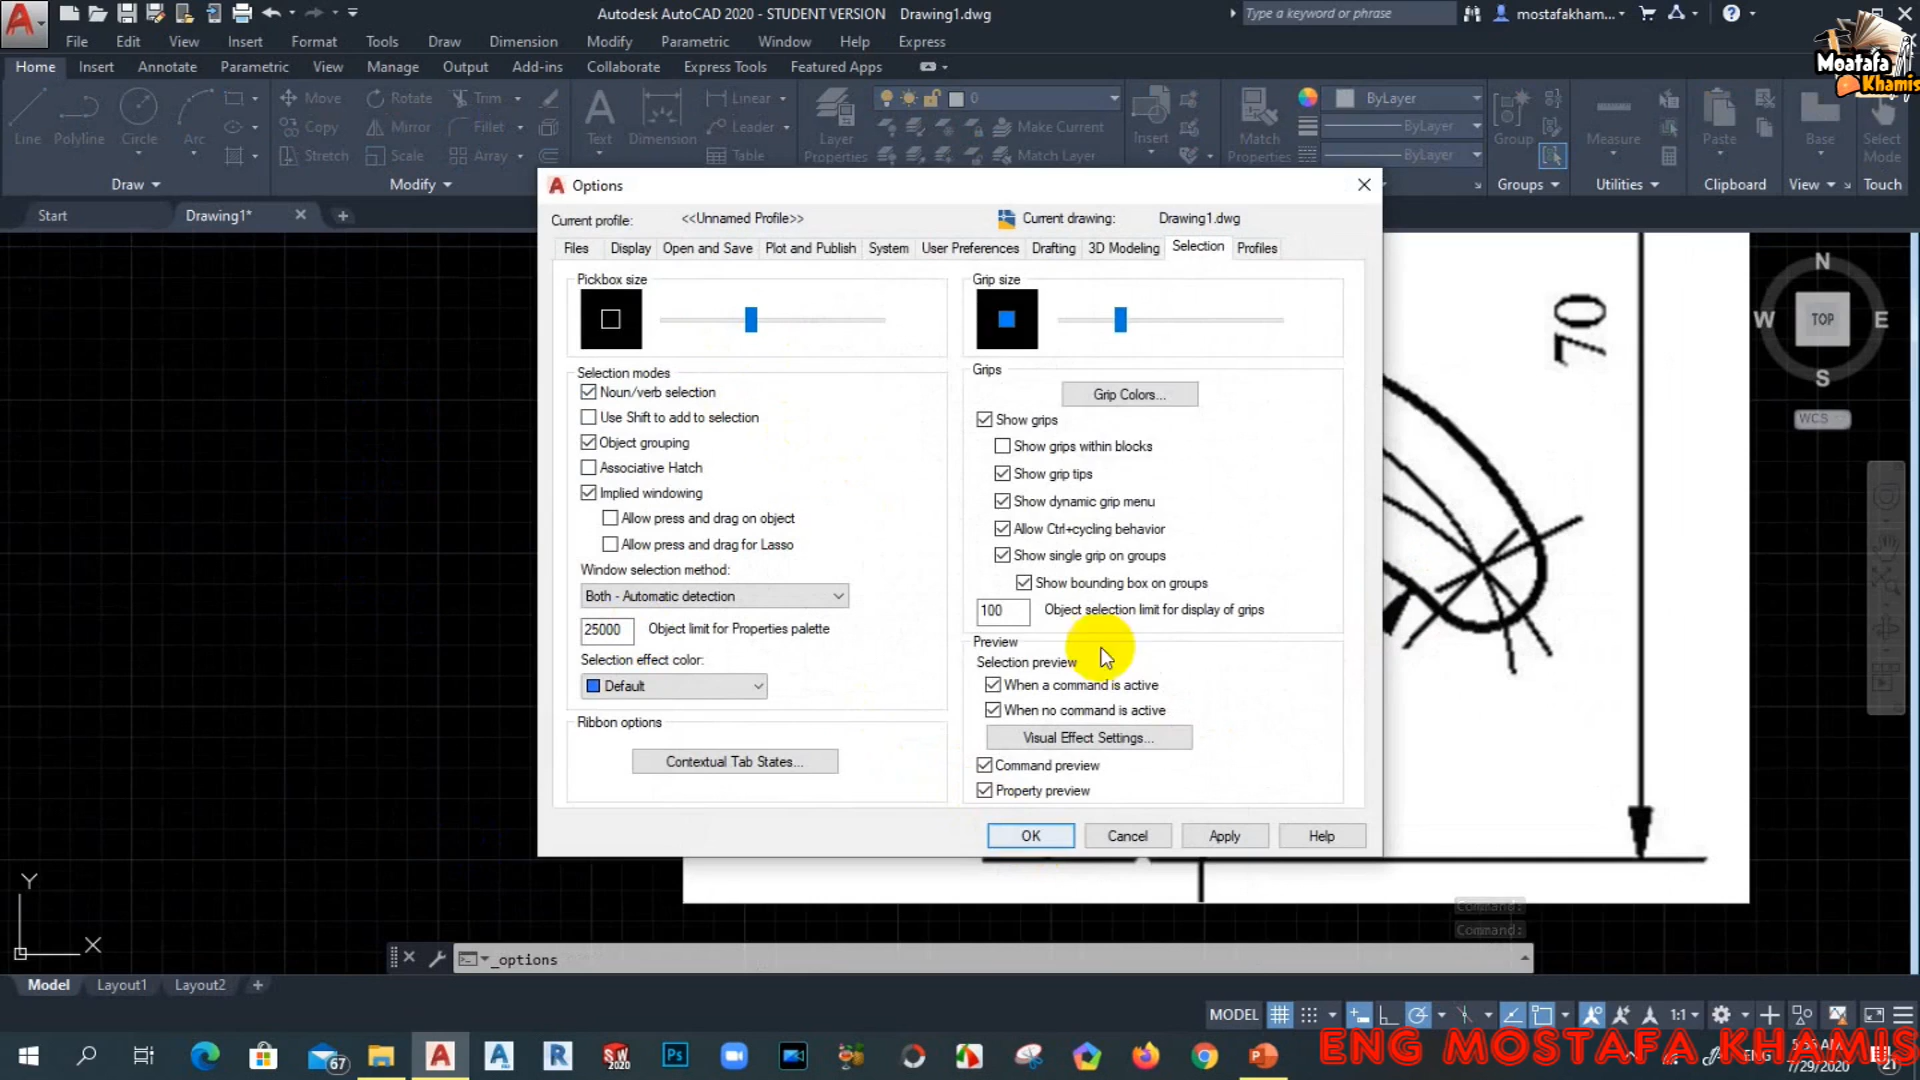 Autodesk AutoCAD 2020 - STUDENT VERSION Drawing1.dwg
Type a keyword or phrase
mostafakham...
File Edit View Insert Format Tools Draw Dimension Modify Parametric Window Help Express
Home Insert Annotate Parametric View Manage Output Add-ins Collaborate Express Tools Featured Apps
Moatafa
Khamis
Line Polyline Circle Arc
Move Rotate Trim
Copy Mirror Fillet
Stretch Scale Array
Text Dimension
Linear
Leader
Table
Layer
Properties
0
Make Current
Match Layer
Insert
Match
Properties
ByLayer
ByLayer
ByLayer
Group
Measure
Paste
Base
Select
Mode
Draw Modify Groups Utilities Clipboard View Touch
Start Drawing1*
Options
Current profile: <<Unnamed Profile>> Current drawing: Drawing1.dwg
Files Display Open and Save Plot and Publish System User Preferences Drafting 3D Modeling Selection Profiles
Pickbox size
Selection modes
Noun/verb selection
Use Shift to add to selection
Object grouping
Associative Hatch
Implied windowing
Allow press and drag on object
Allow press and drag for Lasso
Window selection method:
Both - Automatic detection
25000 Object limit for Properties palette
Selection effect color:
Default
Ribbon options
Contextual Tab States...
Grip size
Grips
Grip Colors...
Show grips
Show grips within blocks
Show grip tips
Show dynamic grip menu
Allow Ctrl+cycling behavior
Show single grip on groups
Show bounding box on groups
100 Object selection limit for display of grips
Preview
Selection preview
When a command is active
When no command is active
Visual Effect Settings...
Command preview
Property preview
OK Cancel Apply Help
70
N
W TOP E
S
WCS
Y
X
Command:
Command:
_options
Model Layout1 Layout2
MODEL 1:1
67
SW
2020
Ps
R
ENG MOSTAFA KHAMIS
ENG
7/29/2020
21